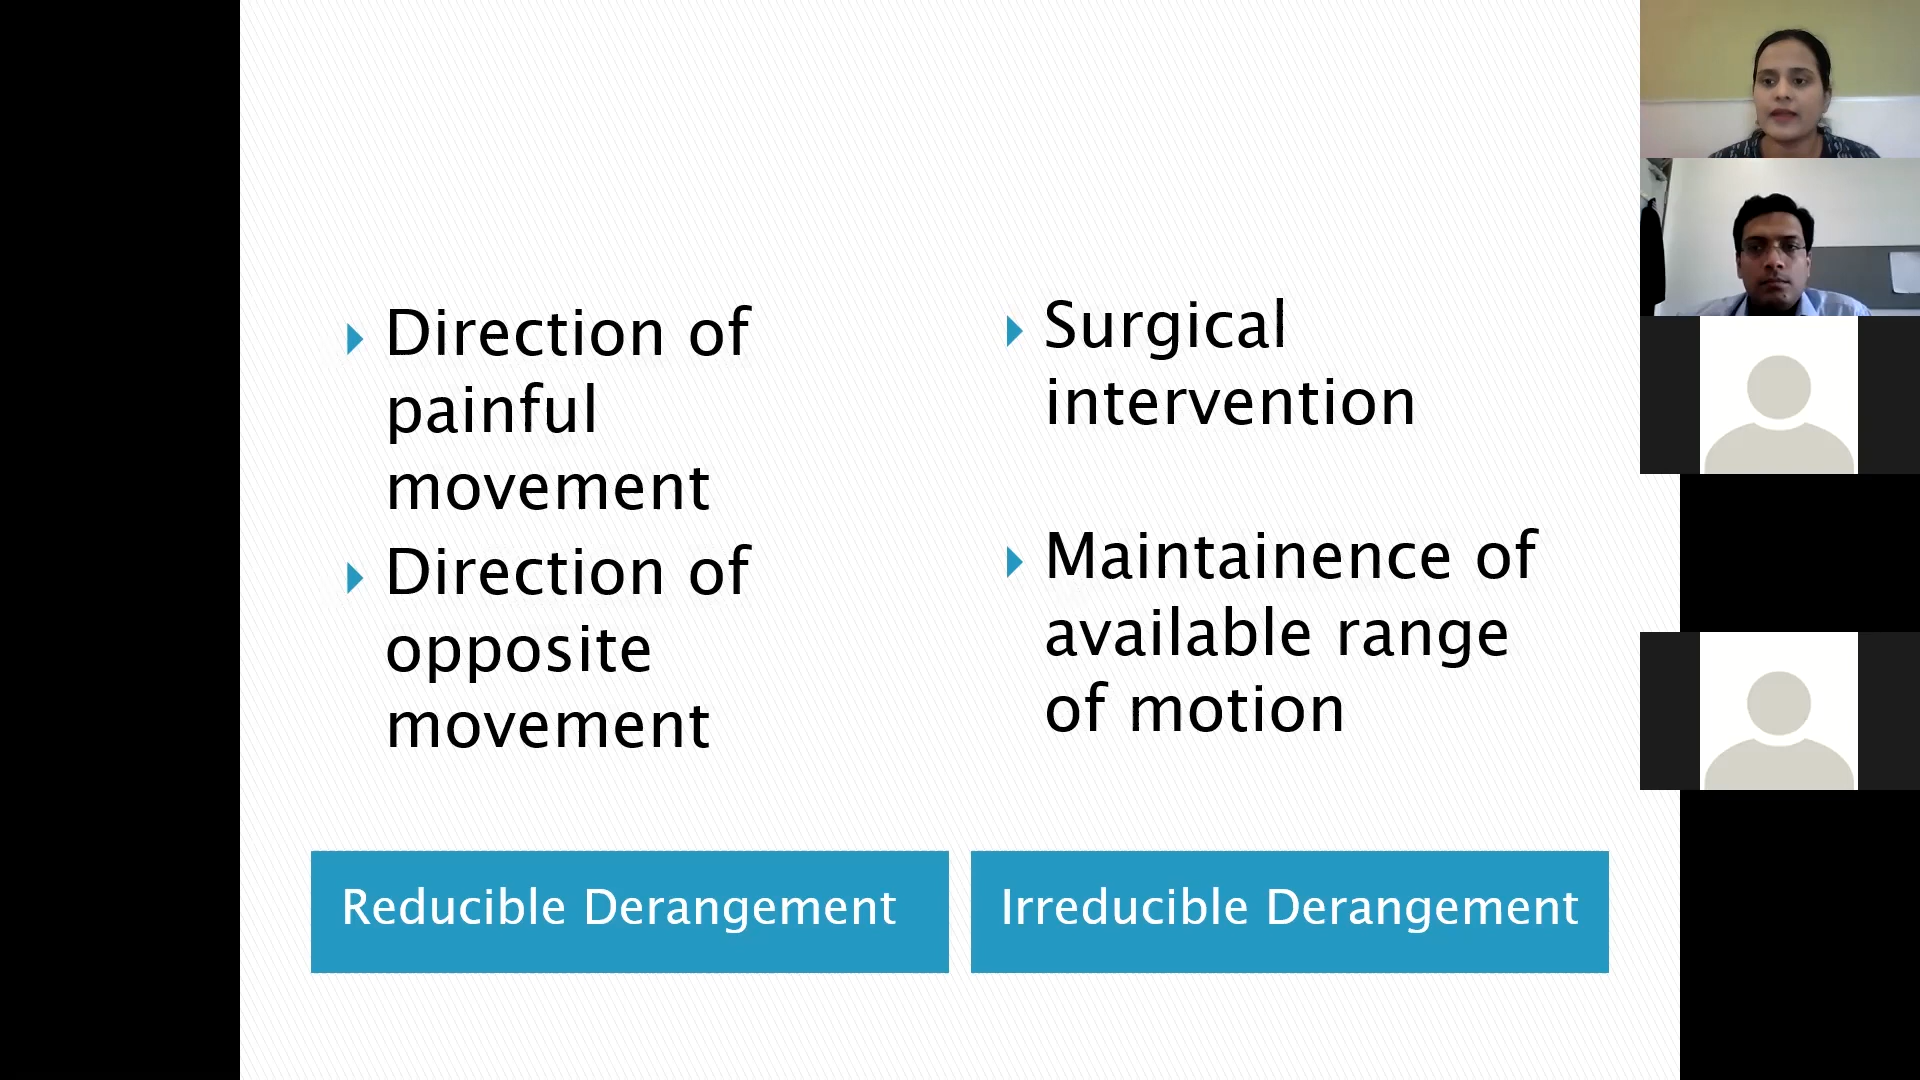 Direction of
painful
movement
Direction of
opposite
movement
Surgical
intervention
Maintainence of
available range
of motion
Reducible Derangement
Irreducible Derangement